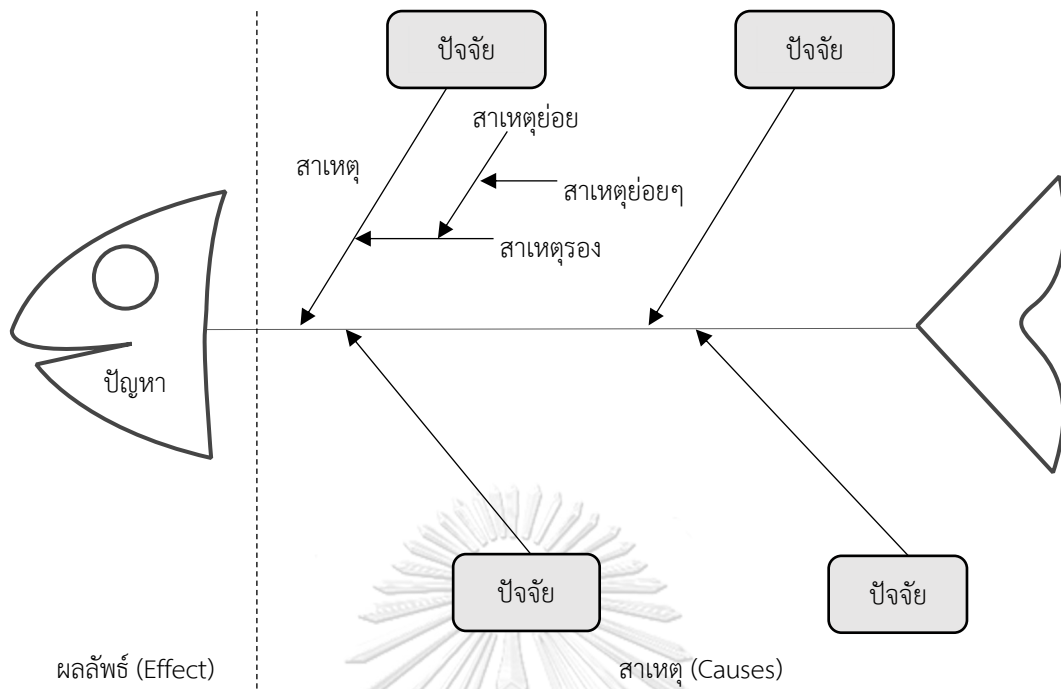 ปัจจัย
ปัจจัย
สาเหตุย่อย
สาเหตุ
สาเหตุย่อยๆ
สาเหตุรอง
ปัญหา
ปัจจัย
ปัจจัย
ผลลัพธ์ (Effect)
สาเหตุ (Causes)